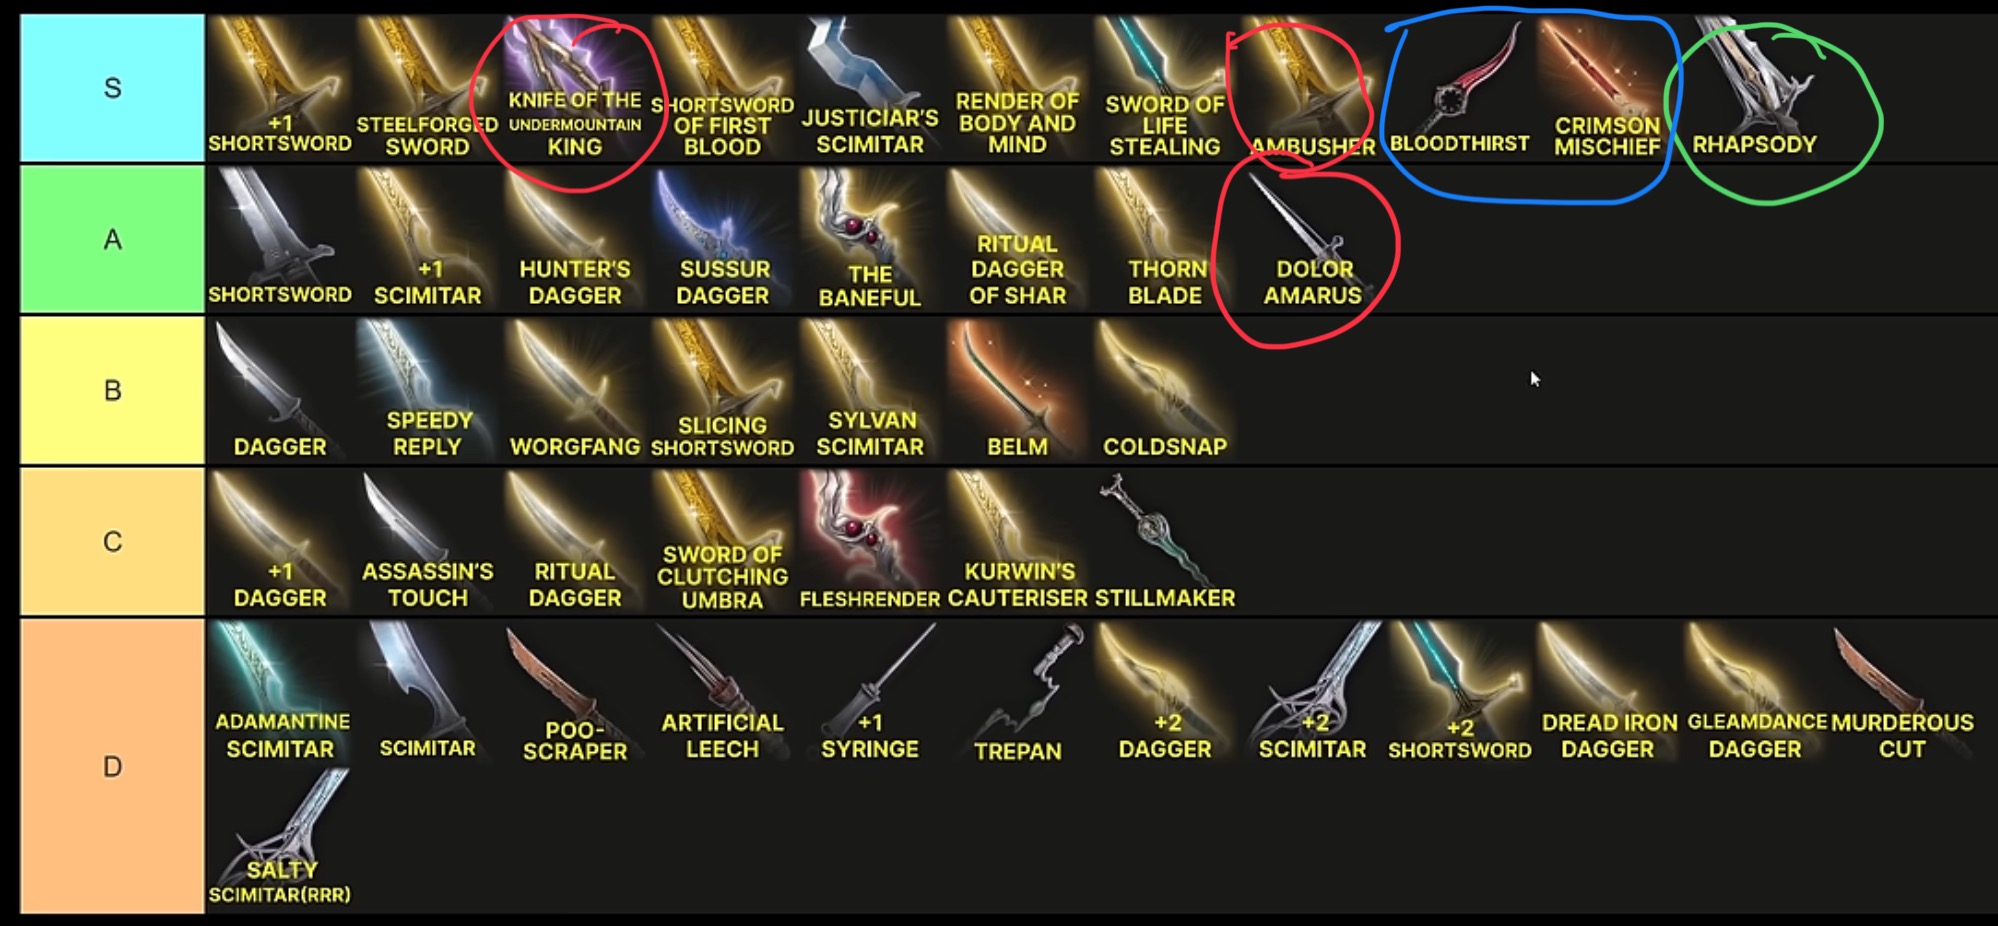 S
+1
SHORTSWORD
STEELFORGED
SWORD
KNIFE OF THE
UNDERMOUNTAIN
KING
SHORTSWORD
OF FIRST
BLOOD
JUSTICIAR'S
SCIMITAR
RENDER OF
BODY AND
MIND
SWORD OF
LIFE
STEALING
AMBUSHER
BLOODTHIRST
CRIMSON
MISCHIEF
RHAPSODY
A
SHORTSWORD
+1
SCIMITAR
HUNTER'S
DAGGER
SUSSUR
DAGGER
THE
BANEFUL
RITUAL
DAGGER
OF SHAR
THORN
BLADE
DOLOR
AMARUS
B
DAGGER
SPEEDY
REPLY
WORGFANG
SLICING
SHORTSWORD
SYLVAN
SCIMITAR
BELM
COLDSNAP
C
+1
DAGGER
ASSASSIN'S
TOUCH
RITUAL
DAGGER
SWORD OF
CLUTCHING
UMBRA
FLESHRENDER
KURWIN'S
CAUTERISER
STILLMAKER
D
ADAMANTINE
SCIMITAR
SCIMITAR
POO-
SCRAPER
ARTIFICIAL
LEECH
+1
SYRINGE
TREPAN
+2
DAGGER
+2
SCIMITAR
+2
SHORTSWORD
DREAD IRON
DAGGER
GLEAMDANCE
DAGGER
MURDEROUS
CUT
SALTY
SCIMITAR(RRR)